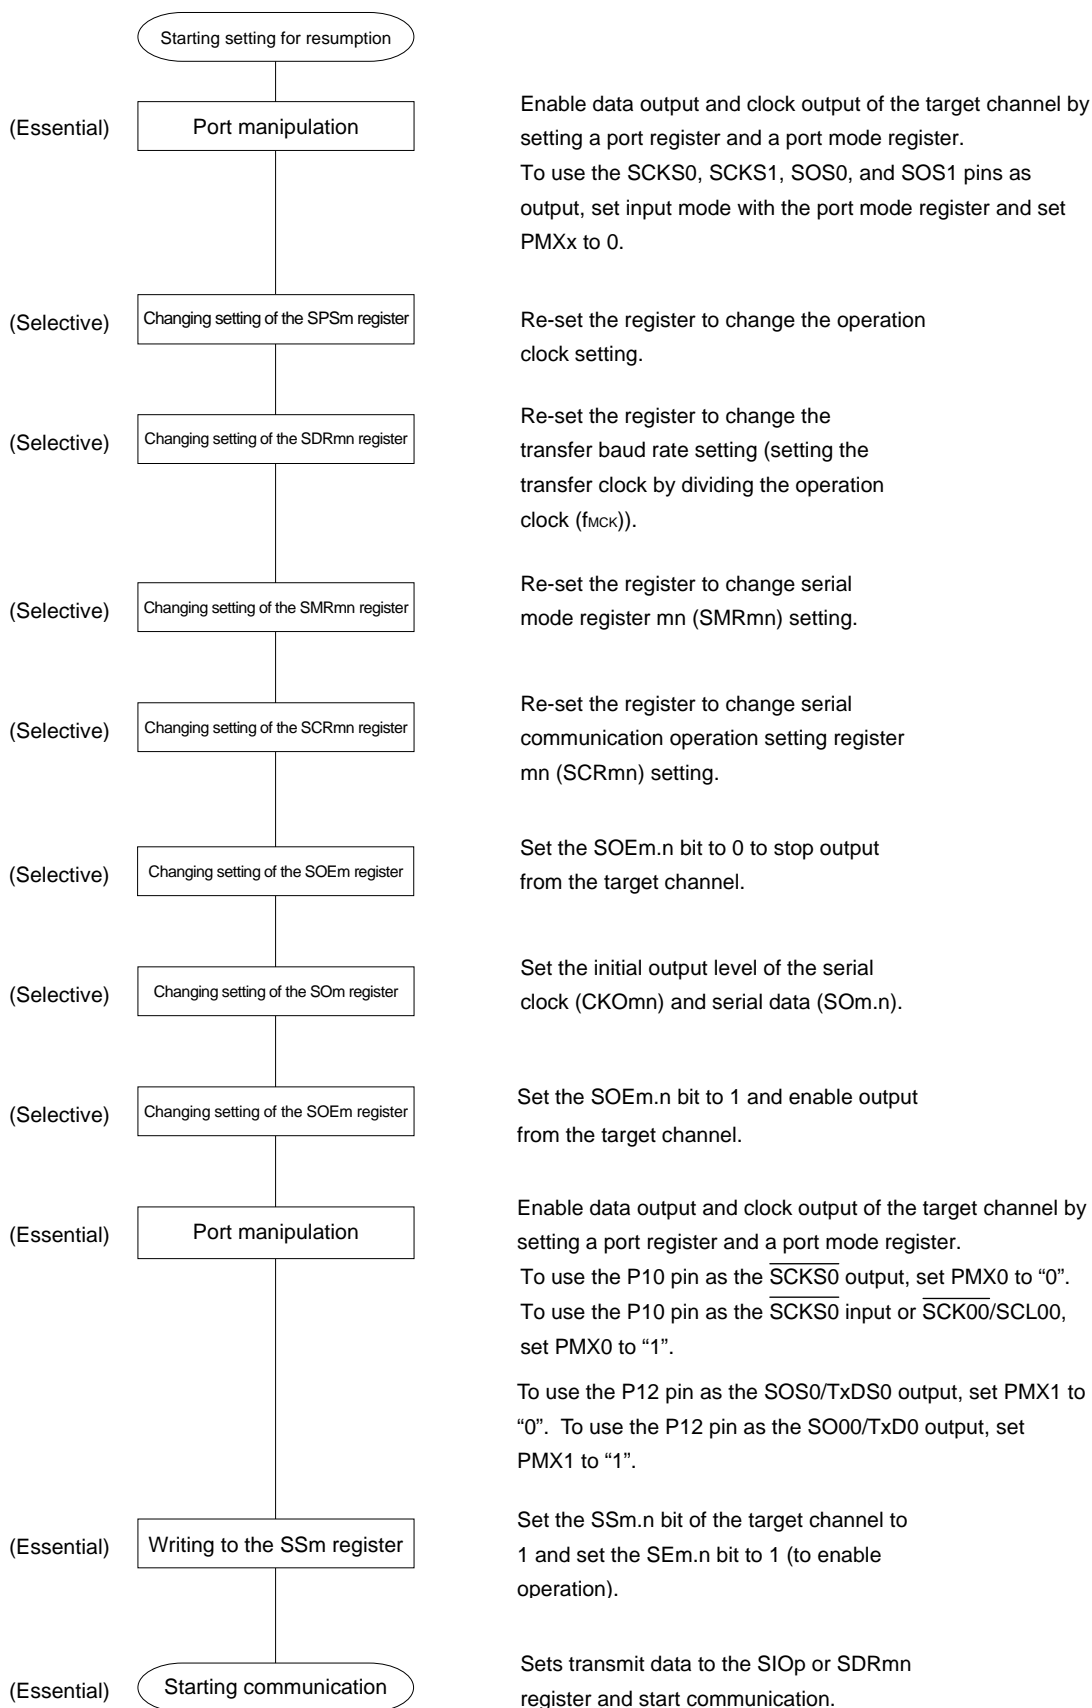 Starting setting for resumption
(Essential)
Port manipulation
Enable data output and clock output of the target channel by
setting a port register and a port mode register.
To use the SCKS0, SCKS1, SOS0, and SOS1 pins as
output, set input mode with the port mode register and set
PMXx to 0.
(Selective)
Changing setting of the SPSm register
Re-set the register to change the operation
clock setting.
(Selective)
Changing setting of the SDRmn register
Re-set the register to change the
transfer baud rate setting (setting the
transfer clock by dividing the operation
clock (fMCK)).
(Selective)
Changing setting of the SMRmn register
Re-set the register to change serial
mode register mn (SMRmn) setting.
(Selective)
Changing setting of the SCRmn register
Re-set the register to change serial
communication operation setting register
mn (SCRmn) setting.
(Selective)
Changing setting of the SOEm register
Set the SOEm.n bit to 0 to stop output
from the target channel.
(Selective)
Changing setting of the SOm register
Set the initial output level of the serial
clock (CKOmn) and serial data (SOm.n).
(Selective)
Changing setting of the SOEm register
Set the SOEm.n bit to 1 and enable output
from the target channel.
(Essential)
Port manipulation
Enable data output and clock output of the target channel by
setting a port register and a port mode register.
To use the P10 pin as the S̅C̅K̅S̅0̅ output, set PMX0 to “0”.
To use the P10 pin as the S̅C̅K̅S̅0̅ input or S̅C̅K̅0̅0̅/SCL00,
set PMX0 to “1”.
To use the P12 pin as the SOS0/TxDS0 output, set PMX1 to
“0”. To use the P12 pin as the SO00/TxD0 output, set
PMX1 to “1”.
(Essential)
Writing to the SSm register
Set the SSm.n bit of the target channel to
1 and set the SEm.n bit to 1 (to enable
operation).
(Essential)
Starting communication
Sets transmit data to the SIOp or SDRmn
register and start communication.